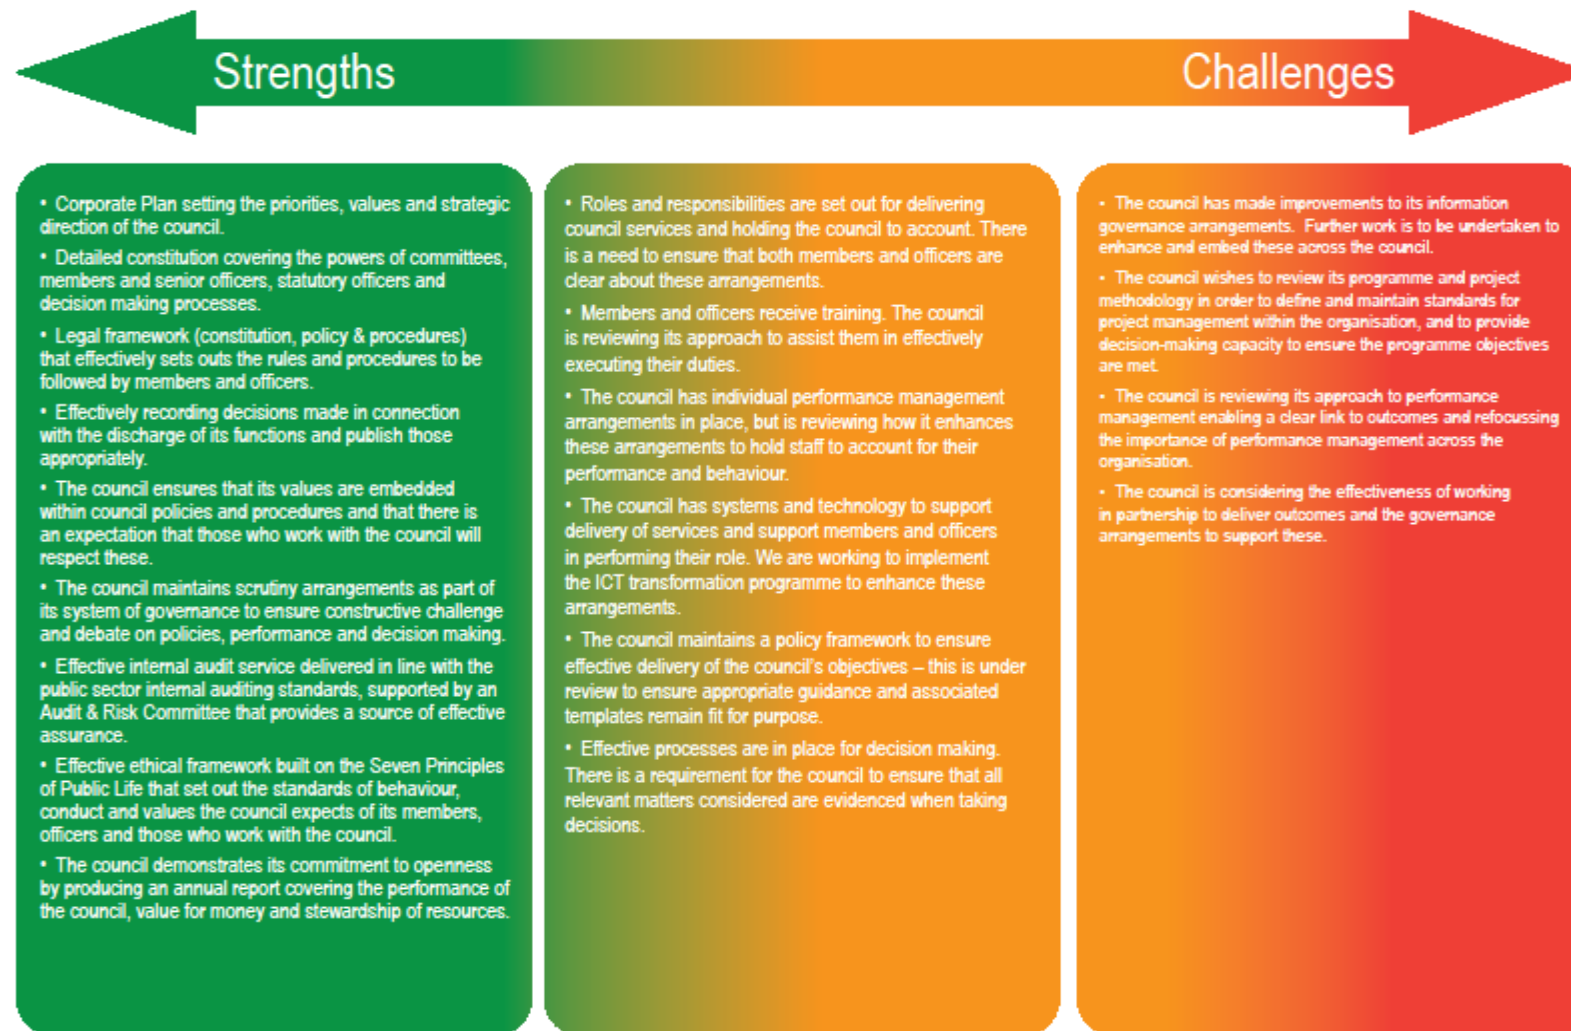 Strengths
Challenges
• Corporate Plan setting the priorities, values and strategic
direction of the council.
• Detailed constitution covering the powers of committees,
members and senior officers, statutory officers and
decision making processes.
• Legal framework (constitution, policy & procedures)
that effectively sets outs the rules and procedures to be
followed by members and officers.
• Effectively recording decisions made in connection
with the discharge of its functions and publish those
appropriately.
• The council ensures that its values are embedded
within council policies and procedures and that there is
an expectation that those who work with the council will
respect these.
• The council maintains scrutiny arrangements as part of
its system of governance to ensure constructive challenge
and debate on policies, performance and decision making.
• Effective internal audit service delivered in line with the
public sector internal auditing standards, supported by an
Audit & Risk Committee that provides a source of effective
assurance.
• Effective ethical framework built on the Seven Principles
of Public Life that set out the standards of behaviour,
conduct and values the council expects of its members,
officers and those who work with the council.
• The council demonstrates its commitment to openness
by producing an annual report covering the performance of
the council, value for money and stewardship of resources.
• Roles and responsibilities are set out for delivering
council services and holding the council to account. There
is a need to ensure that both members and officers are
clear about these arrangements.
• Members and officers receive training. The council
is reviewing its approach to assist them in effectively
executing their duties.
• The council has individual performance management
arrangements in place, but is reviewing how it enhances
these arrangements to hold staff to account for their
performance and behaviour.
• The council has systems and technology to support
delivery of services and support members and officers
in performing their role. We are working to implement
the ICT transformation programme to enhance these
arrangements.
• The council maintains a policy framework to ensure
effective delivery of the council's objectives – this is under
review to ensure appropriate guidance and associated
templates remain fit for purpose.
• Effective processes are in place for decision making.
There is a requirement for the council to ensure that all
relevant matters considered are evidenced when taking
decisions.
• The council has made improvements to its information
governance arrangements. Further work is to be undertaken to
enhance and embed these across the council.
• The council wishes to review its programme and project
methodology in order to define and maintain standards for
project management within the organisation, and to provide
decision-making capacity to ensure the programme objectives
are met.
• The council is reviewing its approach to performance
management enabling a clear link to outcomes and refocussing
the importance of performance management across the
organisation.
• The council is considering the effectiveness of working
in partnership to deliver outcomes and the governance
arrangements to support these.